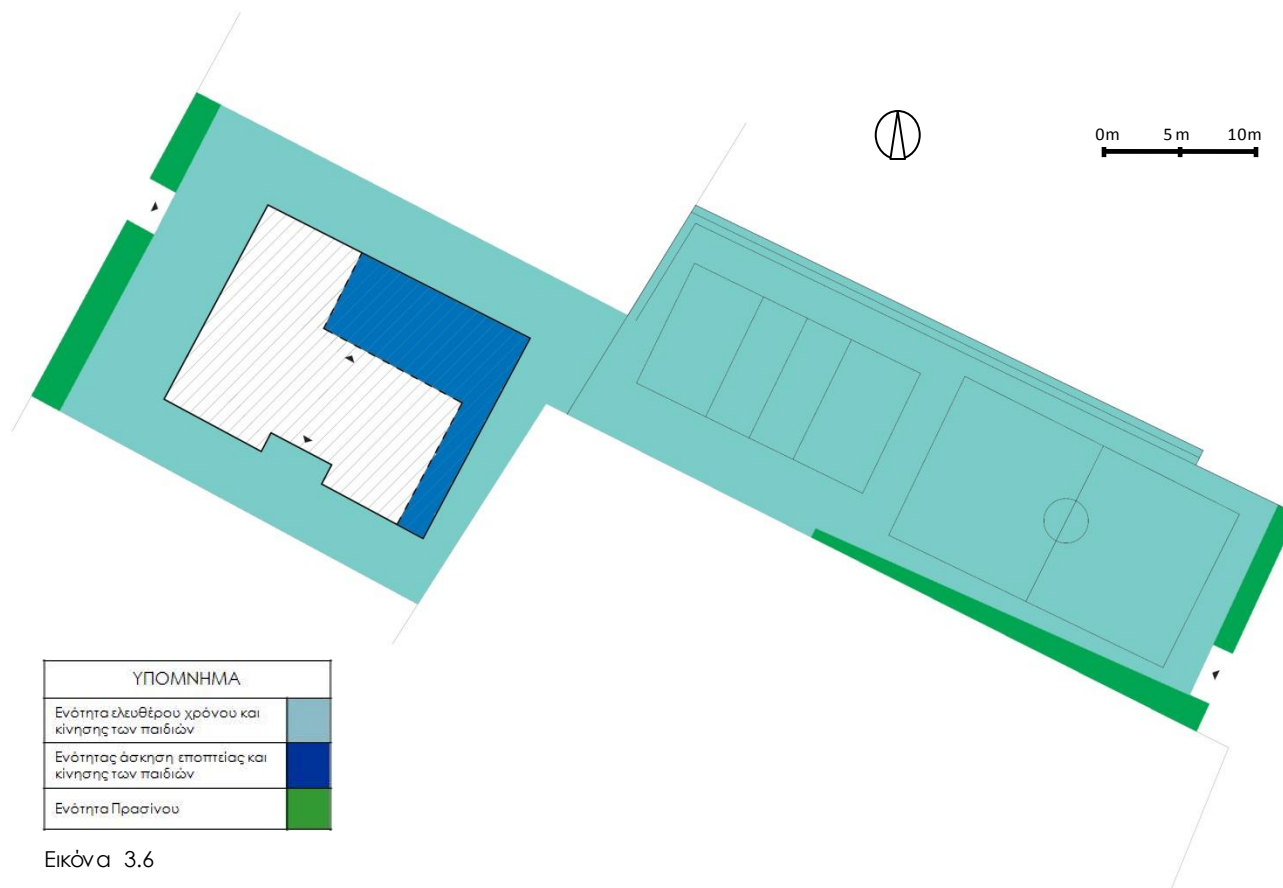 0m 5m 10m
ΥΠΟΜΝΗΜΑ
Ενότητα ελευθέρου χρόνου και
κίνησης των παιδιών
Ενότητας άσκηση εποπτείας και
κίνησης των παιδιών
Ενότητα Πρασίνου
Εικόνα 3.6